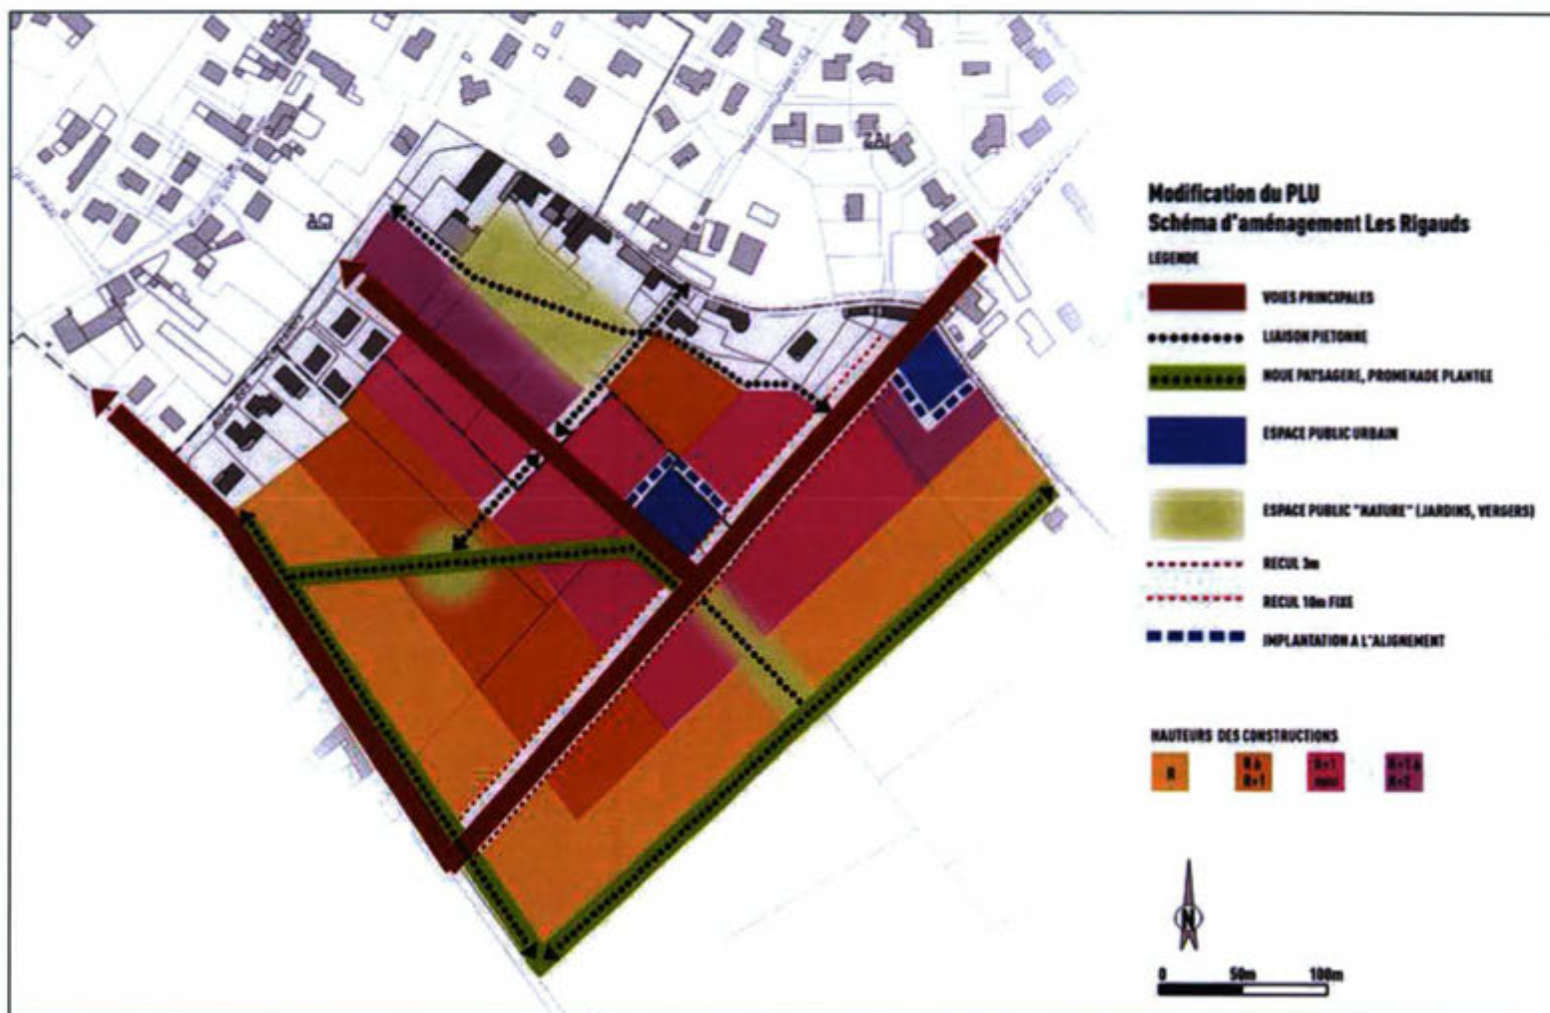 Modification du PLU
Schéma d'aménagement Les Rigauds
LEGENDE
VOIES PRINCIPALES
LIAISON PIETONNE
NOUE PAYSAGERE, PROMENADE PLANTEE
ESPACE PUBLIC URBAIN
ESPACE PUBLIC "NATURE" (JARDINS, VERGERS)
RECUL 3m
RECUL 10m FIXE
IMPLANTATION A L'ALIGNEMENT
HAUTEURS DES CONSTRUCTIONS
R
R à
R+1
R+1
maxi
R+1 à
R+2
N
0 50m 100m